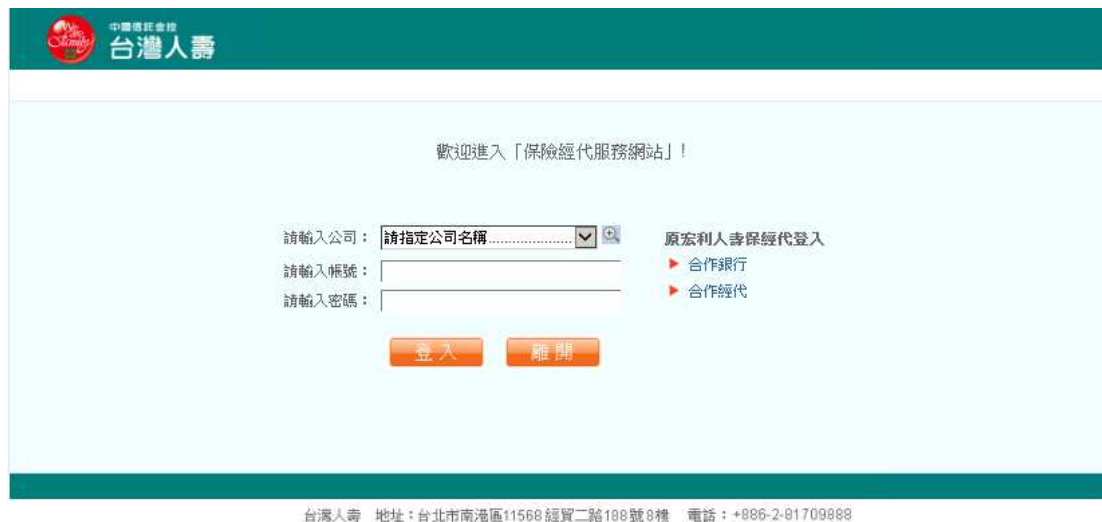 We Care Family
中國信託金控
台灣人壽
歡迎進入「保險經代服務網站」!
請輸入公司：
請指定公司名稱......................
原宏利人壽保經代登入
請輸入帳號：
合作銀行
請輸入密碼：
合作經代
登入
離開
台灣人壽 地址：台北市南港區11568 經貿二路188號8樓 電話：+886-2-81709888